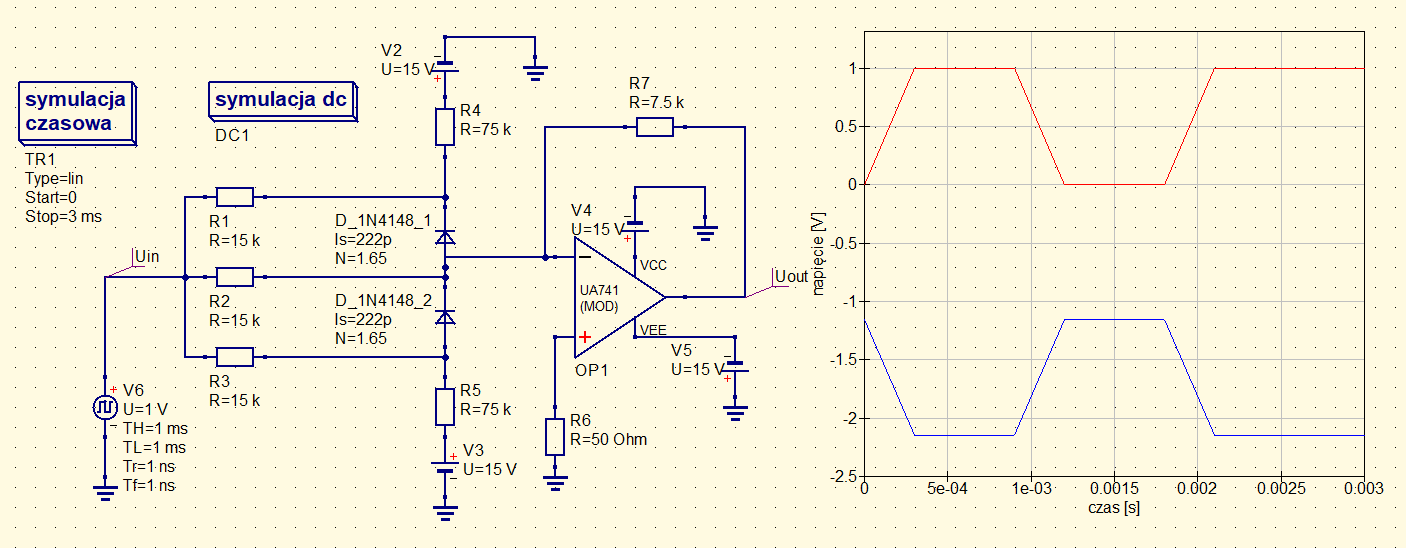 symulacja
czasowa
TR1
Type=lin
Start=0
Stop=3 ms
symulacja dc
DC1
V2
U=15 V
R4
R=75 k
R7
R=7.5 k
R1
R=15 k
D_1N4148_1
Is=222p
N=1.65
V4
U=15 V
VCC
UA741
(MOD)
VEE
OP1
Uin
R2
R=15 k
D_1N4148_2
Is=222p
N=1.65
Uout
V5
U=15 V
R3
R=15 k
R5
R=75 k
V6
U=1 V
TH=1 ms
TL=1 ms
Tr=1 ns
Tf=1 ns
R6
R=50 Ohm
V3
U=15 V
napięcie [V]
1
0.5
0
-0.5
-1
-1.5
-2
-2.5
0 5e-04 1e-03 0.0015 0.002 0.0025 0.003
czas [s]